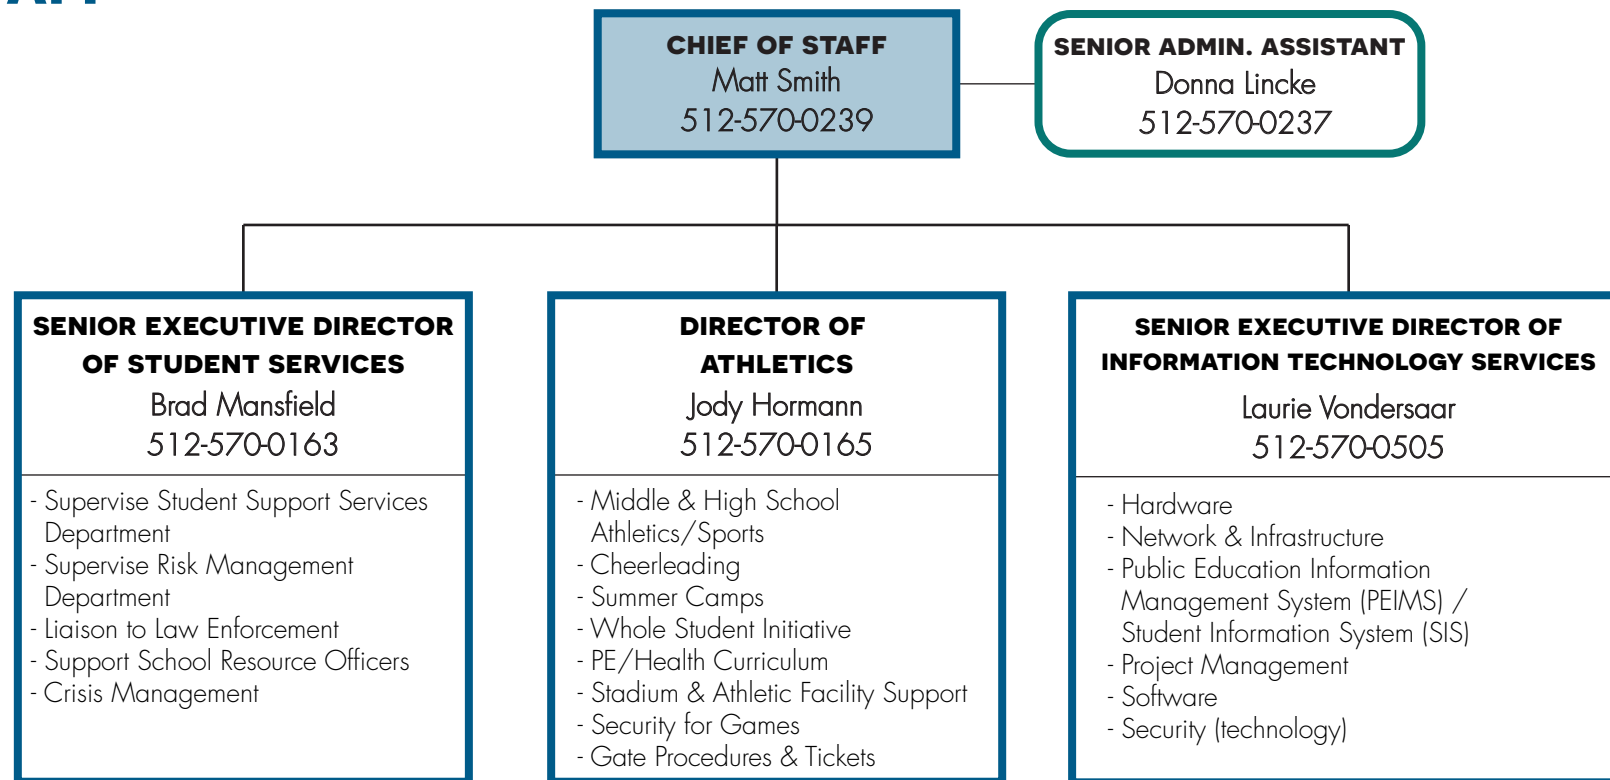 CHIEF OF STAFF
Matt Smith
512-570-0239
SENIOR ADMIN. ASSISTANT
Donna Lincke
512-570-0237
SENIOR EXECUTIVE DIRECTOR
OF STUDENT SERVICES
Brad Mansfield
512-570-0163
- Supervise Student Support Services
Department
- Supervise Risk Management
Department
- Liaison to Law Enforcement
- Support School Resource Officers
- Crisis Management
DIRECTOR OF
ATHLETICS
Jody Hormann
512-570-0165
- Middle & High School
Athletics/Sports
- Cheerleading
- Summer Camps
- Whole Student Initiative
- PE/Health Curriculum
- Stadium & Athletic Facility Support
- Security for Games
- Gate Procedures & Tickets
SENIOR EXECUTIVE DIRECTOR OF
INFORMATION TECHNOLOGY SERVICES
Laurie Vondersaar
512-570-0505
- Hardware
- Network & Infrastructure
- Public Education Information
Management System (PEIMS) /
Student Information System (SIS)
- Project Management
- Software
- Security (technology)